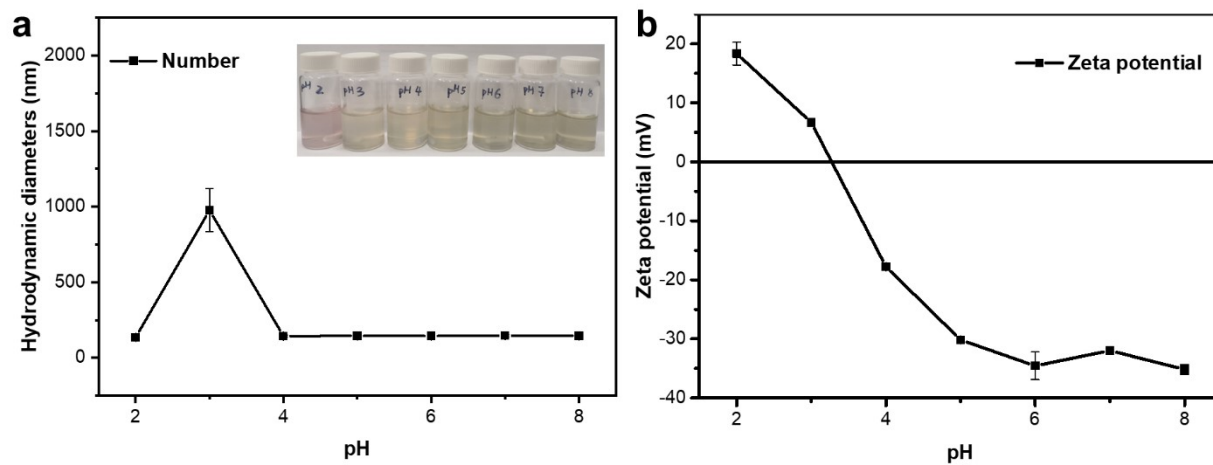 a
Number
pH 2 pH 3 pH 4 pH 5 pH 6 pH 7 pH 8
Hydrodynamic diameters (nm)
2000
1500
1000
500
0
2 4 6 8
pH
b
Zeta potential
Zeta potential (mV)
20
10
0
-10
-20
-30
-40
2 4 6 8
pH